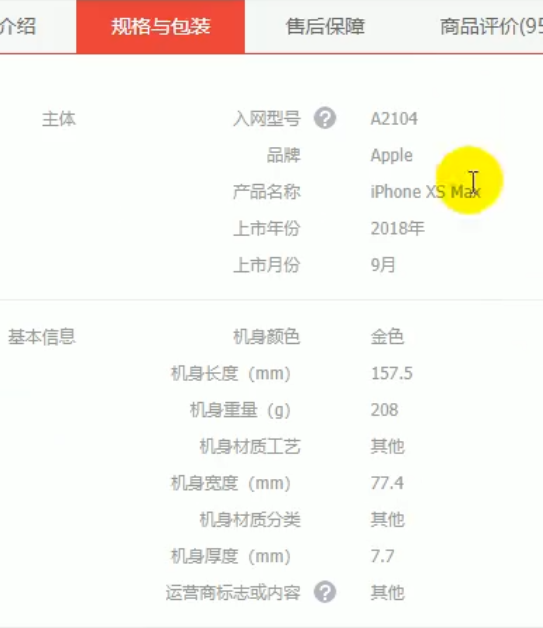 介绍 规格与包装 售后保障 商品评价(95
主体 入网型号 ? A2104
品牌 Apple
产品名称 iPhone XS Max
上市年份 2018年
上市月份 9月
基本信息 机身颜色 金色
机身长度（mm） 157.5
机身重量（g） 208
机身材质工艺 其他
机身宽度（mm） 77.4
机身材质分类 其他
机身厚度（mm） 7.7
运营商标志或内容 ? 其他